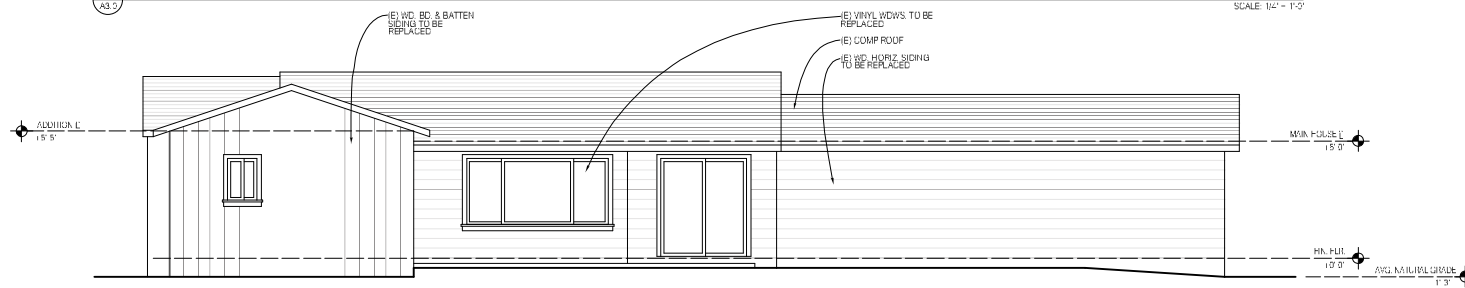 A3.0
SCALE: 1/4" = 1'-0"
(E) WD. BD. & BATTEN
SIDING TO BE
REPLACED
(E) VINYL WDWS. TO BE
REPLACED
(E) COMP ROOF
(E) WD. HORIZ. SIDING
TO BE REPLACED
ADDITION
MAIN HOUSE
FIN. FLR.
AVG. NATURAL GRADE